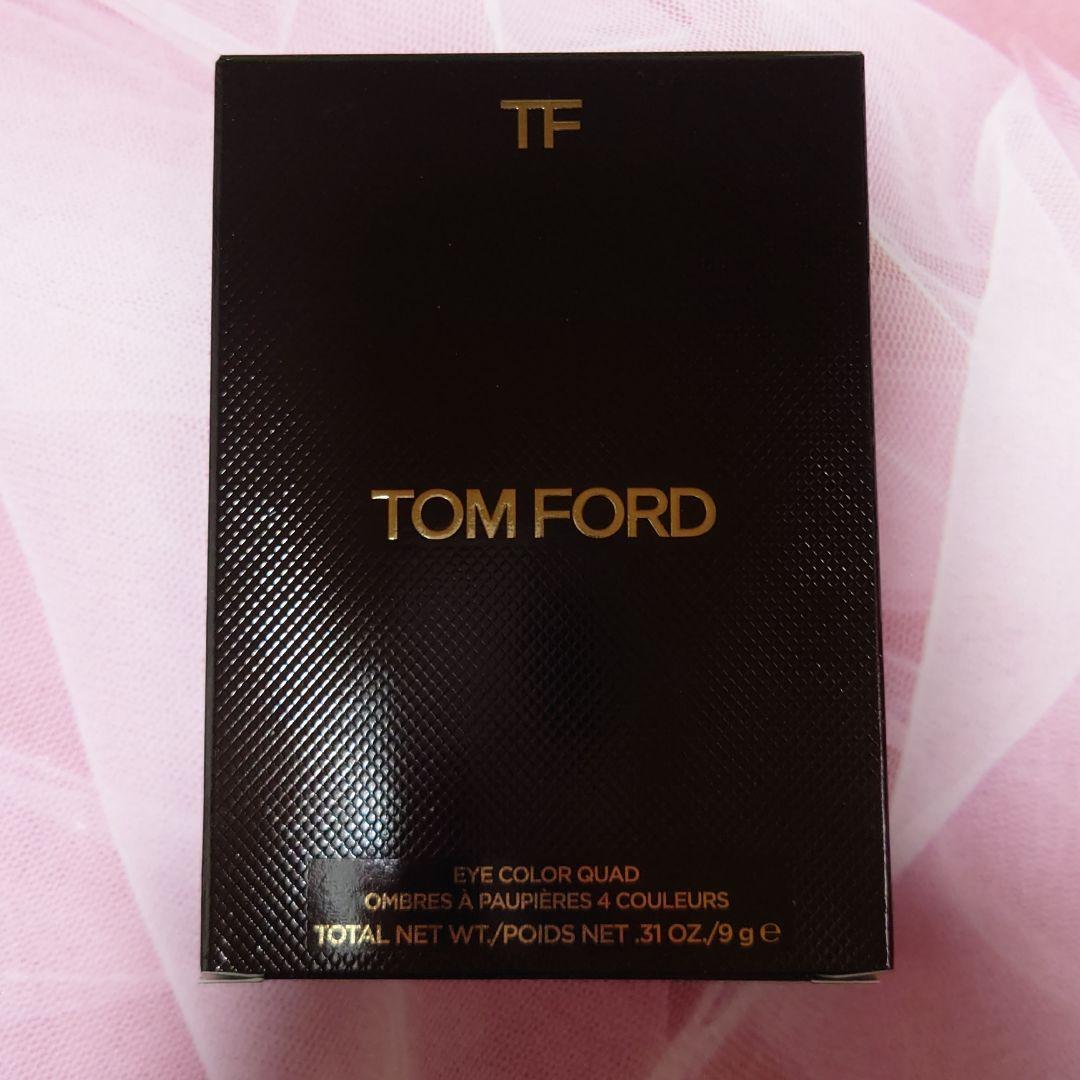 TF
TOM FORD
EYE COLOR QUAD
OMBRES À PAUPIÈRES 4 COULEURS
TOTAL NET WT./POIDS NET .31 OZ./9 g ℮